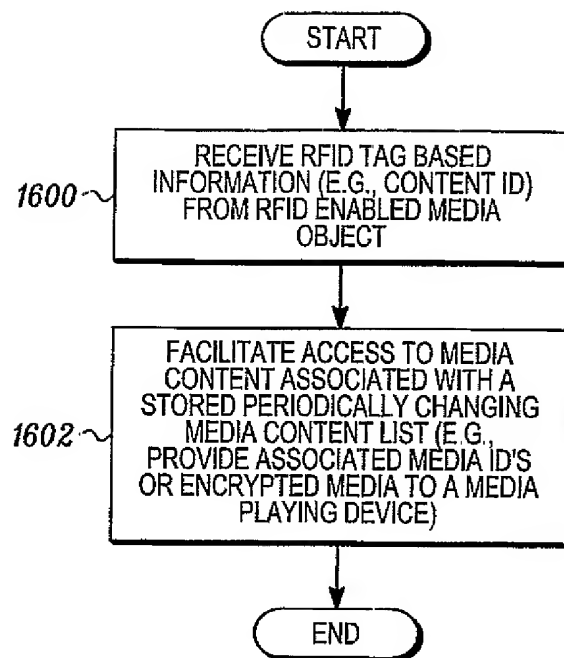 START
RECEIVE RFID TAG BASED
INFORMATION (E.G., CONTENT ID)
FROM RFID ENABLED MEDIA
OBJECT
1600
FACILITATE ACCESS TO MEDIA
CONTENT ASSOCIATED WITH A
STORED PERIODICALLY CHANGING
MEDIA CONTENT LIST (E.G.,
PROVIDE ASSOCIATED MEDIA ID'S
OR ENCRYPTED MEDIA TO A MEDIA
PLAYING DEVICE)
1602
END